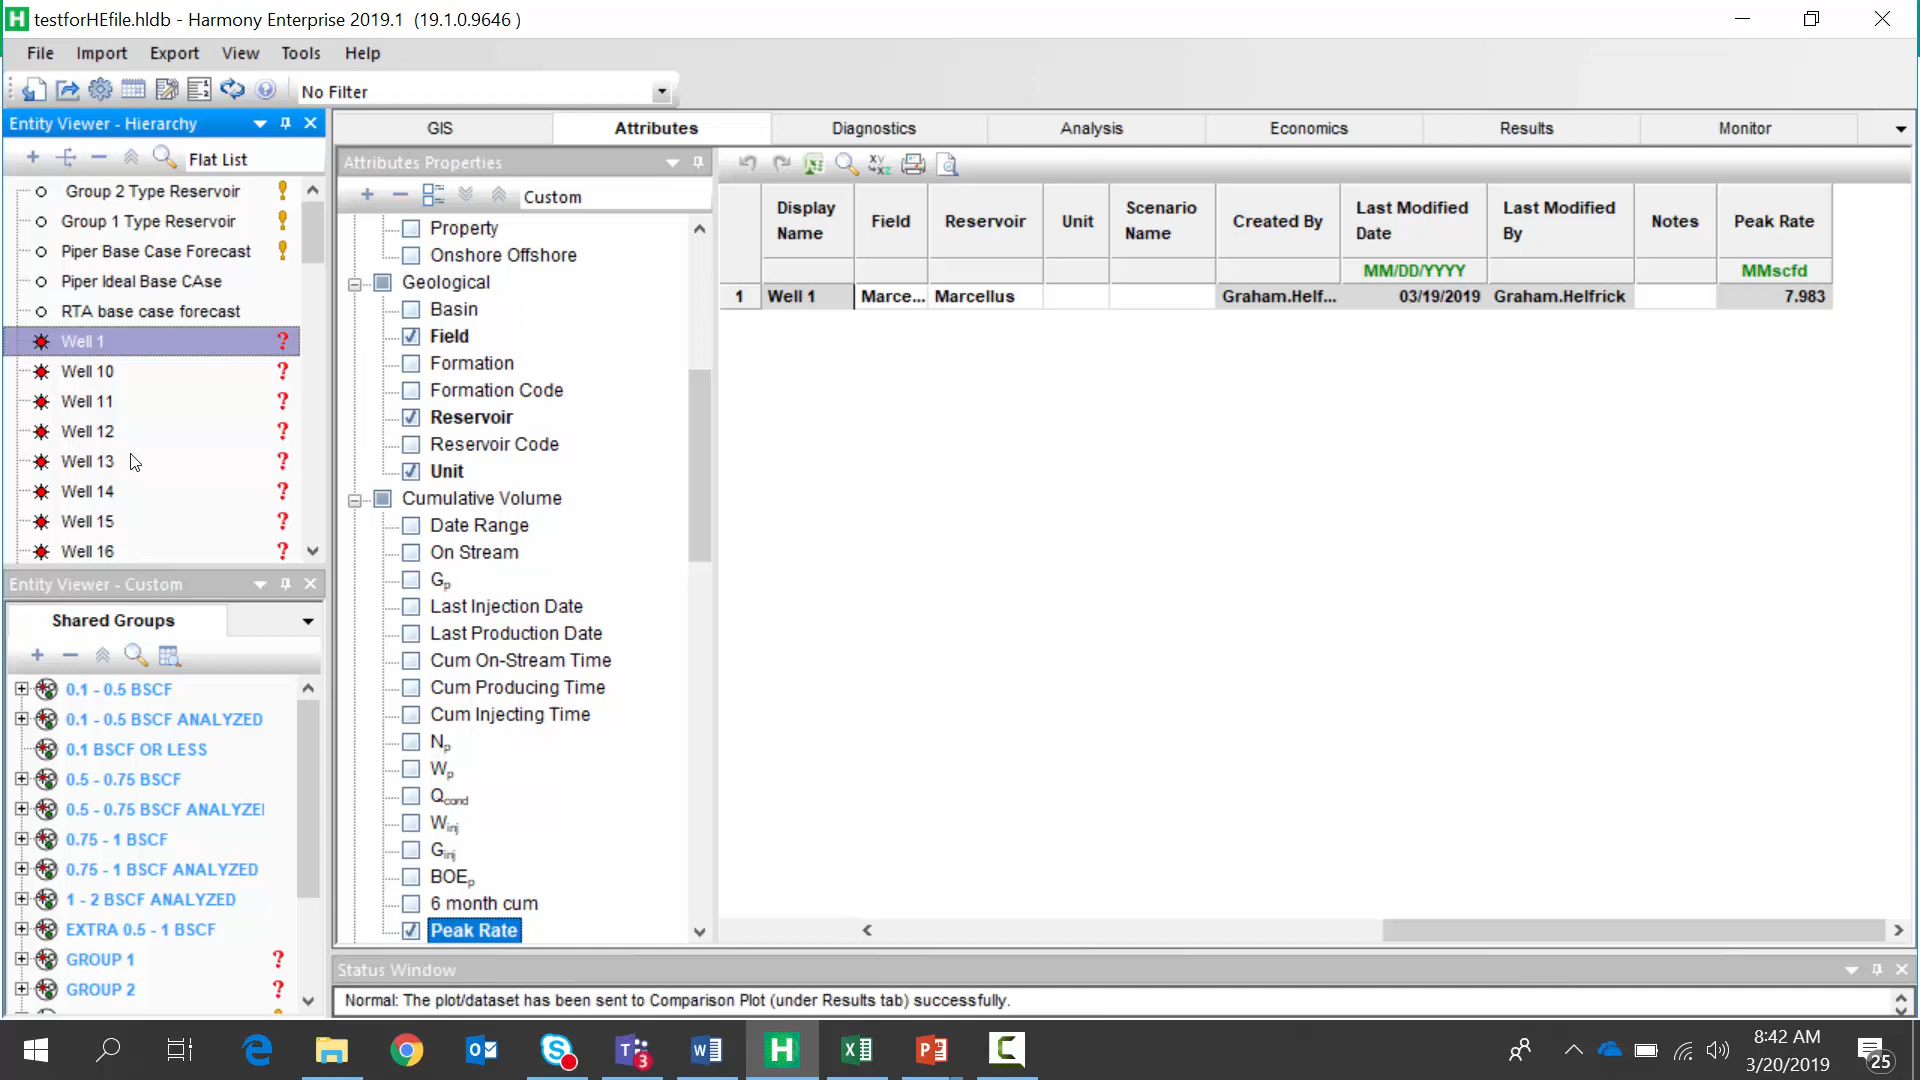 testforHEfile.hldb - Harmony Enterprise 2019.1 (19.1.0.9646 )
File Import Export View Tools Help
No Filter
Entity Viewer - Hierarchy
Flat List
Group 2 Type Reservoir
Group 1 Type Reservoir
Piper Base Case Forecast
Piper Ideal Base CAse
RTA base case forecast
Well 1 ?
Well 10 ?
Well 11 ?
Well 12 ?
Well 13 ?
Well 14 ?
Well 15 ?
Well 16 ?
Entity Viewer - Custom
Shared Groups
0.1 - 0.5 BSCF
0.1 - 0.5 BSCF ANALYZED
0.1 BSCF OR LESS
0.5 - 0.75 BSCF
0.5 - 0.75 BSCF ANALYZEI
0.75 - 1 BSCF
0.75 - 1 BSCF ANALYZED
1 - 2 BSCF ANALYZED
EXTRA 0.5 - 1 BSCF
GROUP 1 ?
GROUP 2 ?
GIS Attributes Diagnostics Analysis Economics Results Monitor
Attributes Properties
Custom
Property
Onshore Offshore
Geological
Basin
Field
Formation
Formation Code
Reservoir
Reservoir Code
Unit
Cumulative Volume
Date Range
On Stream
Gp
Last Injection Date
Last Production Date
Cum On-Stream Time
Cum Producing Time
Cum Injecting Time
Np
Wp
Qcond
Winj
Ginj
BOEp
6 month cum
Peak Rate
Display Name Field Reservoir Unit Scenario Name Created By Last Modified Date Last Modified By Notes Peak Rate
MM/DD/YYYY MMscfd
1 Well 1 Marce... Marcellus Graham.Helf... 03/19/2019 Graham.Helfrick 7.983
Status Window
Normal: The plot/dataset has been sent to Comparison Plot (under Results tab) successfully.
8:42 AM
3/20/2019
25